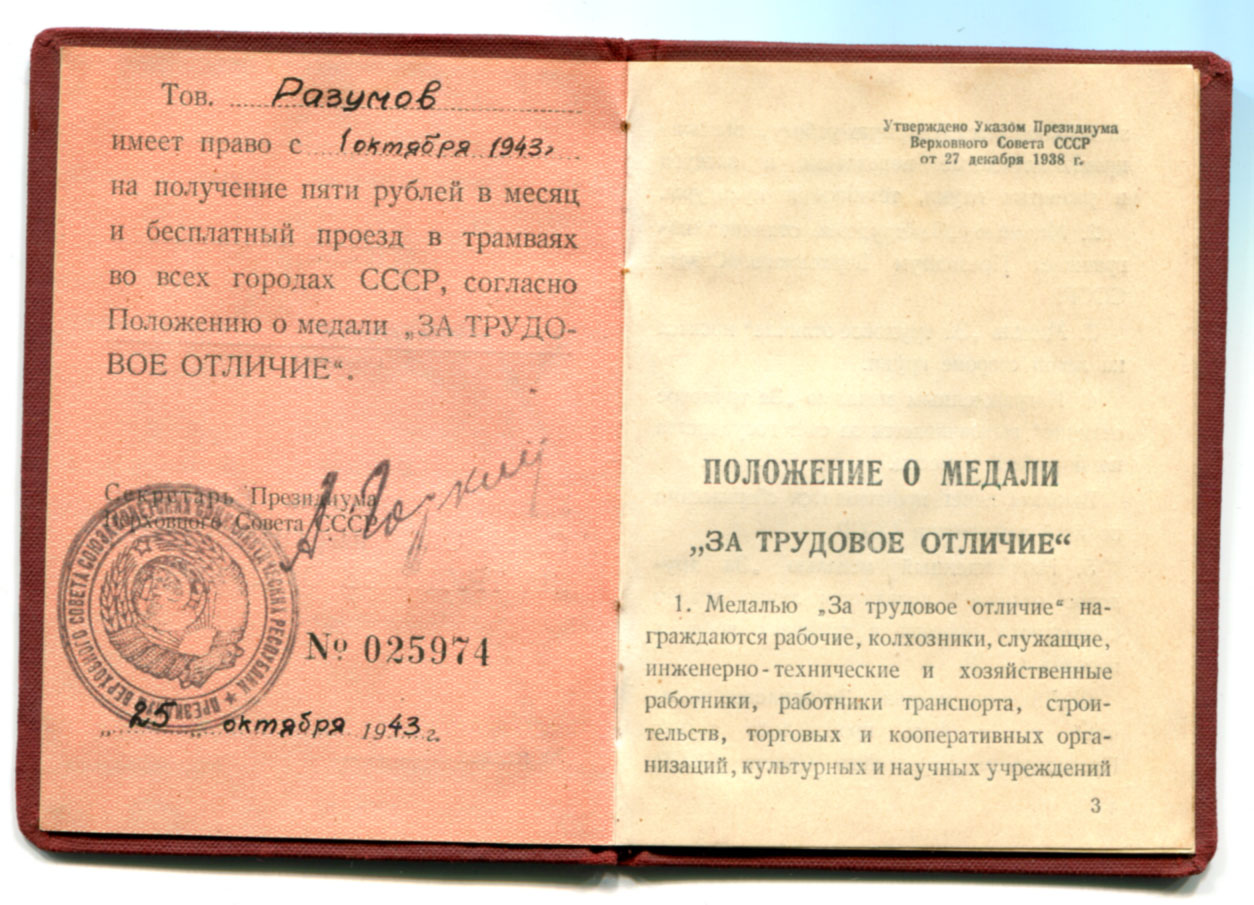 Тов. Разумов
имеет право с 1 октября 1943 г.
на получение пяти рублей в месяц
и бесплатный проезд в трамваях
во всех городах СССР, согласно
Положению о медали „ЗА ТРУДО-
ВОЕ ОТЛИЧИЕ“.
Секретарь Президиума
Верховного Совета СССР
А. Горкин
№ 025974
„25„ октября 1943 г.
Утверждено Указом Президиума
Верховного Совета СССР
от 27 декабря 1938 г.
ПОЛОЖЕНИЕ О МЕДАЛИ
„ЗА ТРУДОВОЕ ОТЛИЧИЕ“
1. Медалью „За трудовое отличие“ на-
граждаются рабочие, колхозники, служащие,
инженерно-технические и хозяйственные
работники, работники транспорта, строи-
тельств, торговых и кооперативных орга-
низаций, культурных и научных учреждений
3